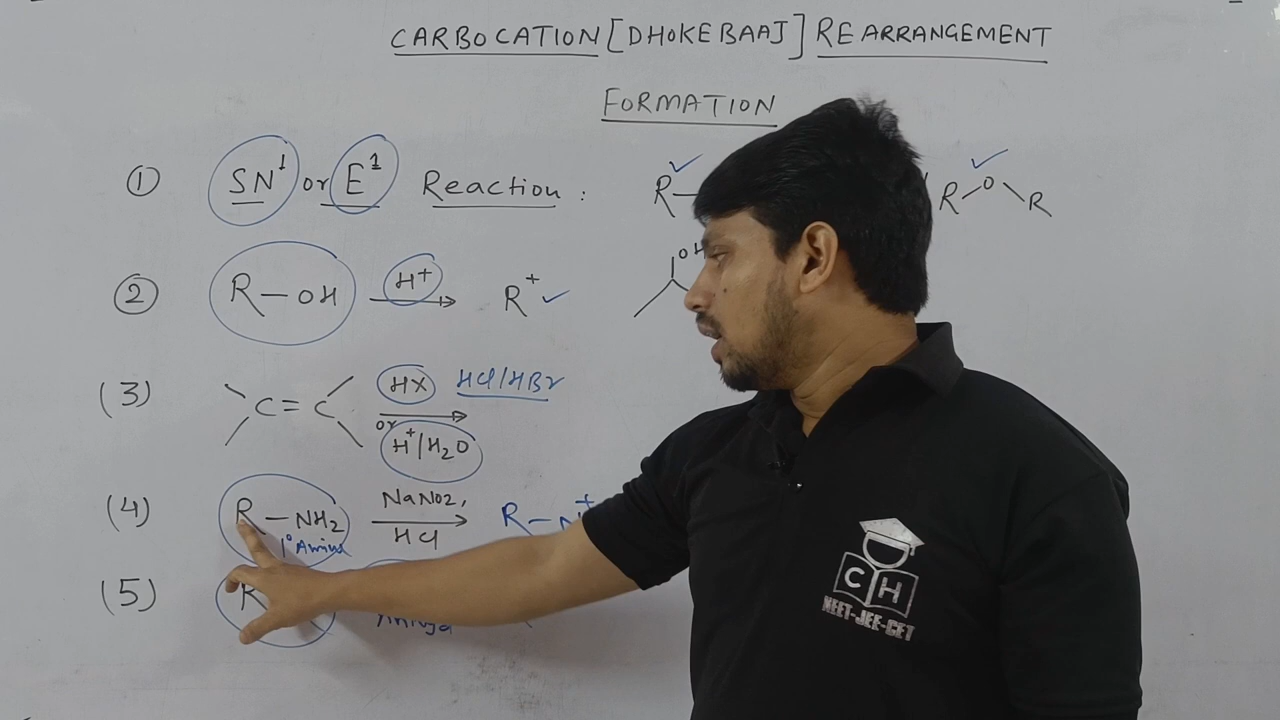 CARBOCATION [DHOKEBAAJ] REARRANGEMENT
FORMATION
① SN¹ or E¹ Reaction : R— R-O-R
② R-OH H⁺ R⁺ ✓ OH
(3) C=C HX HCl/HBr
or H⁺/H₂O
(4) R-NH₂ NaNO₂, HCl R-N⁺
1° Amine
(5) R
C H
NEET-JEE-CET